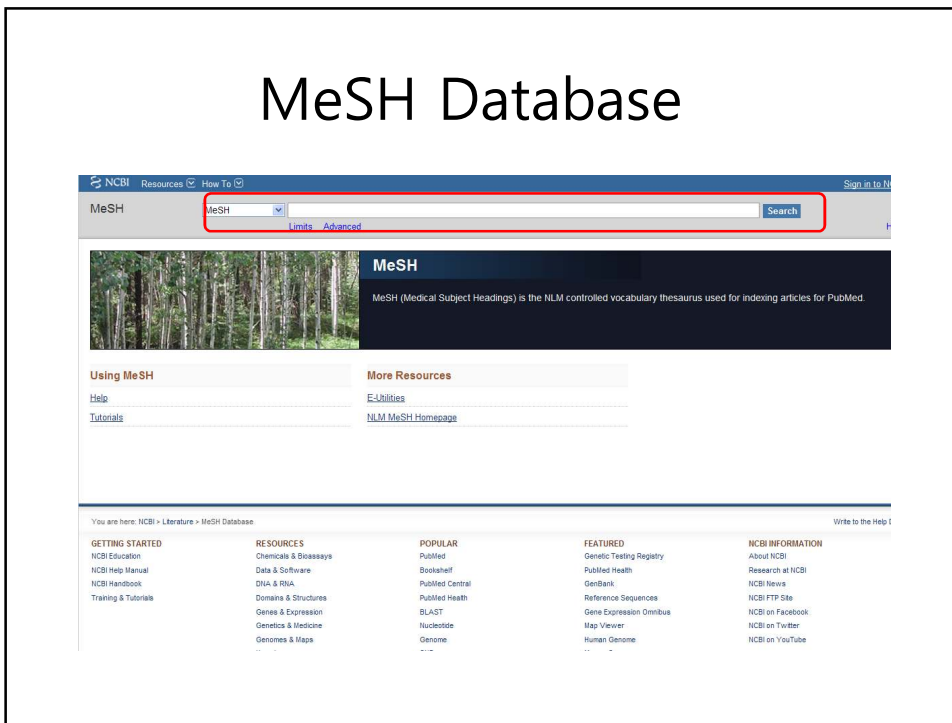 MeSH Database
NCBI Resources How To Sign in to
MeSH MeSH Search
Limits Advanced
MeSH
MeSH (Medical Subject Headings) is the NLM controlled vocabulary thesaurus used for indexing articles for PubMed.
Using MeSH More Resources
Help E-Utilities
Tutorials NLM MeSH Homepage
You are here: NCBI > Literature > MeSH Database Write to the Help
GETTING STARTED RESOURCES POPULAR FEATURED NCBI INFORMATION
NCBI Education Chemicals & Bioassays PubMed Genetic Testing Registry About NCBI
NCBI Help Manual Data & Software Bookshelf PubMed Health Research at NCBI
NCBI Handbook DNA & RNA PubMed Central GenBank NCBI News
Training & Tutorials Domains & Structures PubMed Health Reference Sequences NCBI FTP Site
Genes & Expression BLAST Gene Expression Omnibus NCBI on Facebook
Genetics & Medicine Nucleotide Map Viewer NCBI on Twitter
Genomes & Maps Genome Human Genome NCBI on YouTube